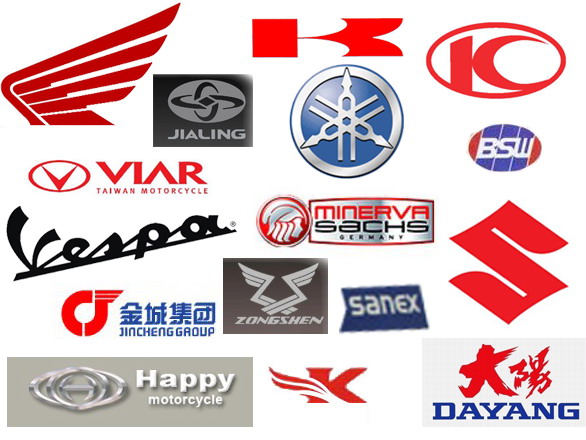 K
IC
JIALING
BSW
VIAR
TAIWAN MOTORCYCLE
Vespa®
MINERVA
SACHS
GERMANY
S
ZONGSHEN
SANEX
金城集团
JINCHENG GROUP
Happy
motorcycle
K
大陽
DAYANG